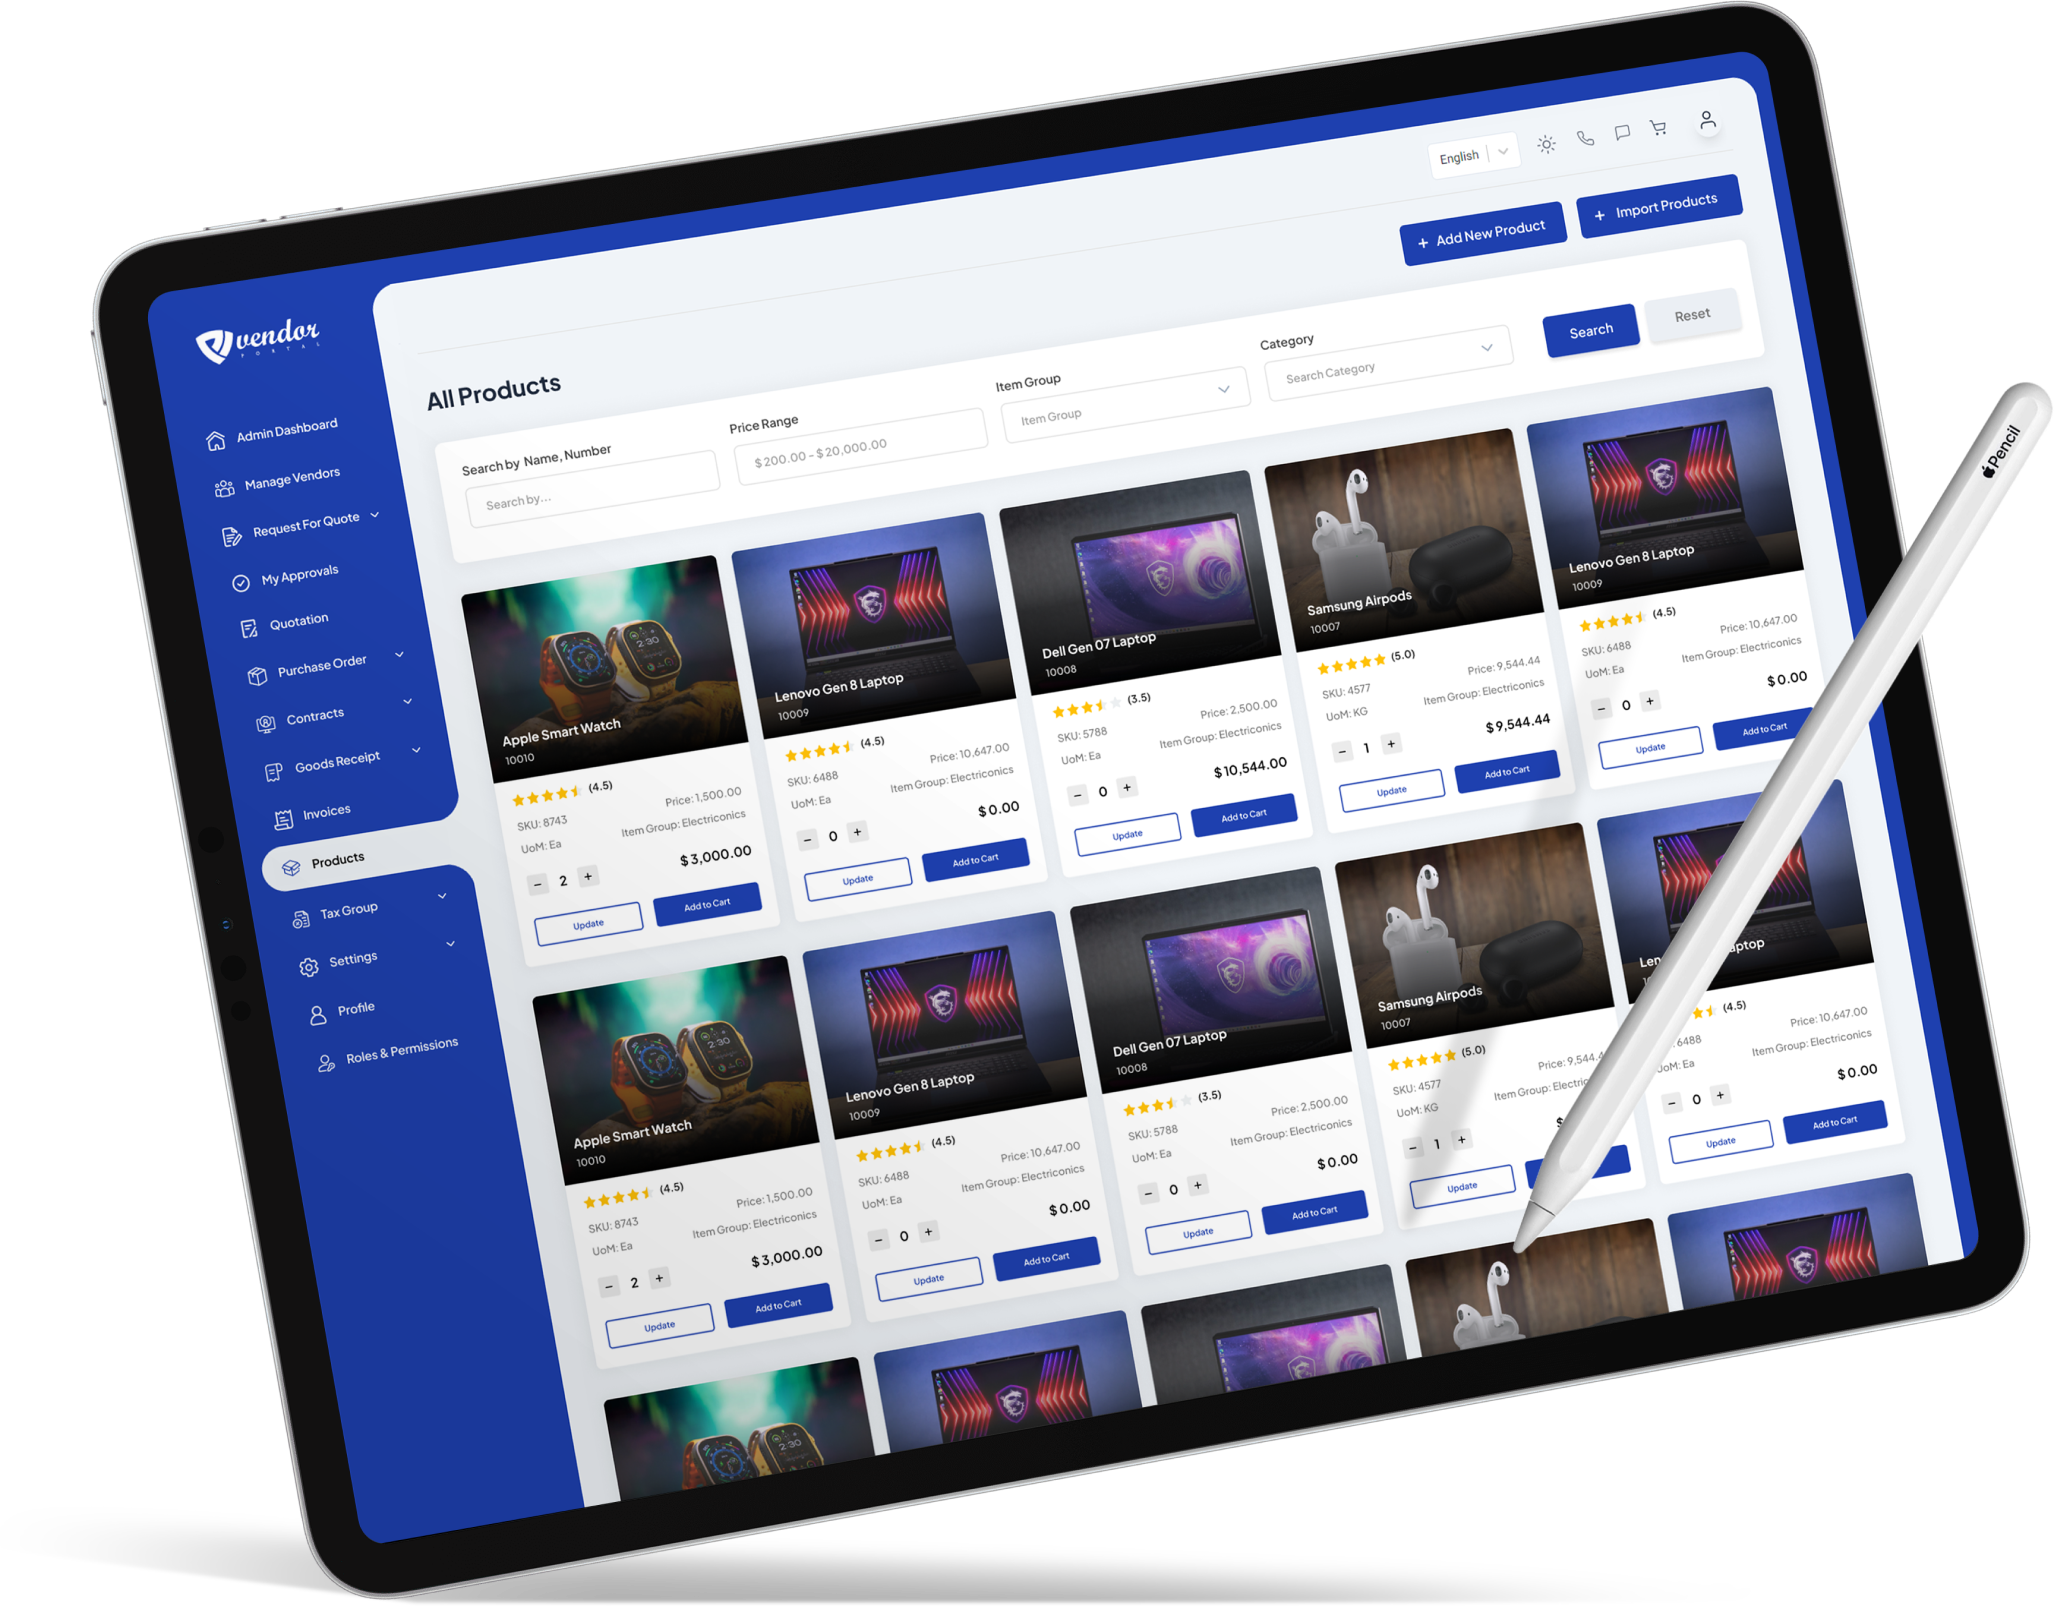 vendor
PORTAL
Admin Dashboard
Manage Vendors
Request For Quote
My Approvals
Quotation
Purchase Order
Contracts
Goods Receipt
Invoices
Products
Tax Group
Settings
Profile
Roles & Permissions
English
+ Add New Product
+ Import Products
All Products
Search by Name, Number
Search by...
Price Range
$200.00 - $20,000.00
Item Group
Item Group
Category
Search Category
Search
Reset
Apple Smart Watch
10010
(4.5)
SKU: 8743
Price: 1,500.00
UoM: Ea
Item Group: Electriconics
− 2 +
$3,000.00
Update
Add to Cart
Lenovo Gen 8 Laptop
10009
(4.5)
SKU: 6488
Price: 10,647.00
UoM: Ea
Item Group: Electriconics
− 0 +
$0.00
Update
Add to Cart
Dell Gen 07 Laptop
10008
(3.5)
SKU: 5788
Price: 2,500.00
UoM: Ea
Item Group: Electriconics
− 0 +
$10,544.00
Update
Add to Cart
Samsung Airpods
10007
(5.0)
SKU: 4577
Price: 9,544.44
UoM: KG
Item Group: Electriconics
− 1 +
$9,544.44
Update
Add to Cart
Lenovo Gen 8 Laptop
10009
(4.5)
SKU: 6488
Price: 10,647.00
UoM: Ea
Item Group: Electriconics
− 0 +
$0.00
Update
Add to Cart
Apple Smart Watch
10010
(4.5)
SKU: 8743
Price: 1,500.00
UoM: Ea
Item Group: Electriconics
− 2 +
$3,000.00
Update
Add to Cart
Lenovo Gen 8 Laptop
10009
(4.5)
SKU: 6488
Price: 10,647.00
UoM: Ea
Item Group: Electriconics
− 0 +
$0.00
Update
Add to Cart
Dell Gen 07 Laptop
10008
(3.5)
SKU: 5788
Price: 2,500.00
UoM: Ea
Item Group: Electriconics
− 0 +
$0.00
Update
Add to Cart
Samsung Airpods
10007
(5.0)
SKU: 4577
Price: 9,544.4
UoM: KG
Item Group:
− 1 +
$
Update
(4.5)
6488
Price: 10,647.00
UoM: Ea
Item Group: Electriconics
− 0 +
$0.00
Update
Add to Cart
Pencil
2:30
2:30
2:30